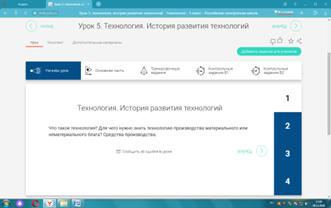 Урок 5. Технология. История развития технологий
НАЗАД
ВПЕРЁД
Урок
Конспект
Дополнительные материалы
Добавить задание для учеников
Начнём урок
Основная часть
Тренировочные задания
Контрольные задания В1
Контрольные задания В2
Технология. История развития технологий
Что такое технология? Для чего нужно знать технологию производства материального или
нематериального блага? Средства производства.
Сообщить об ошибке в уроке
ВПЕРЁД
1
2
3
4